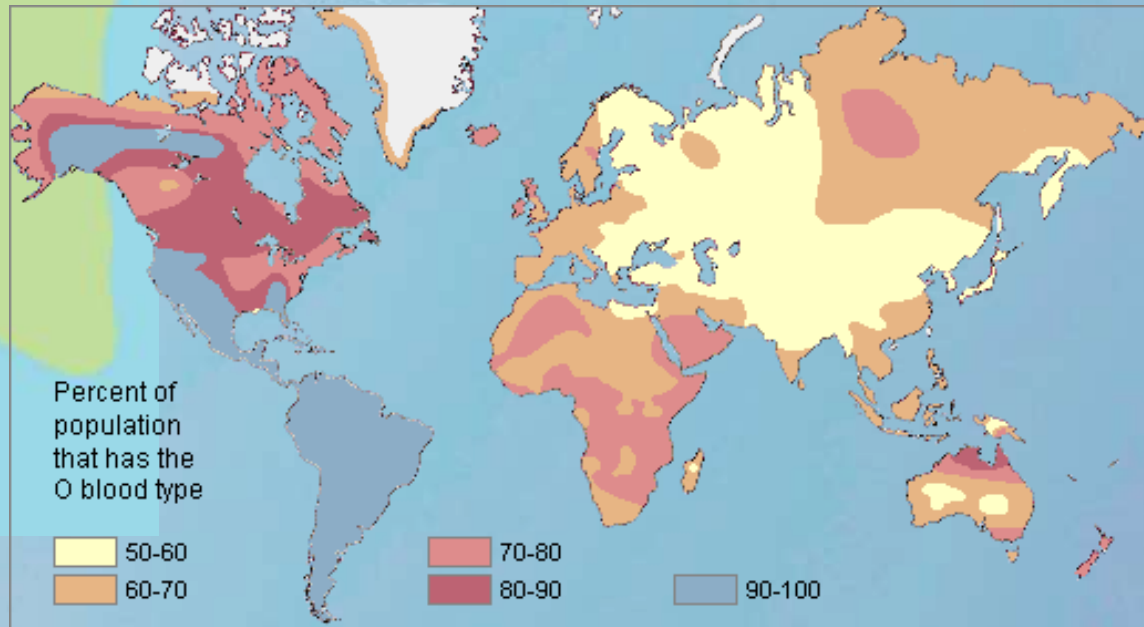 Percent of
population
that has the
O blood type
50-60
60-70
70-80
80-90
90-100